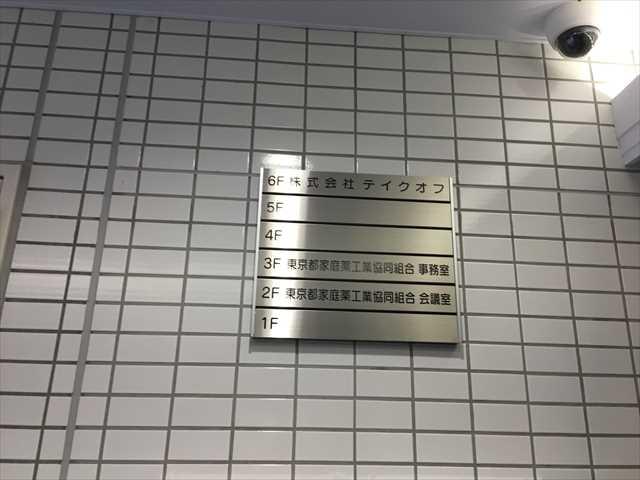 6F 株式会社 テイクオフ
5F
4F
3F 東京都家庭薬工業協同組合 事務室
2F 東京都家庭薬工業協同組合 会議室
1F